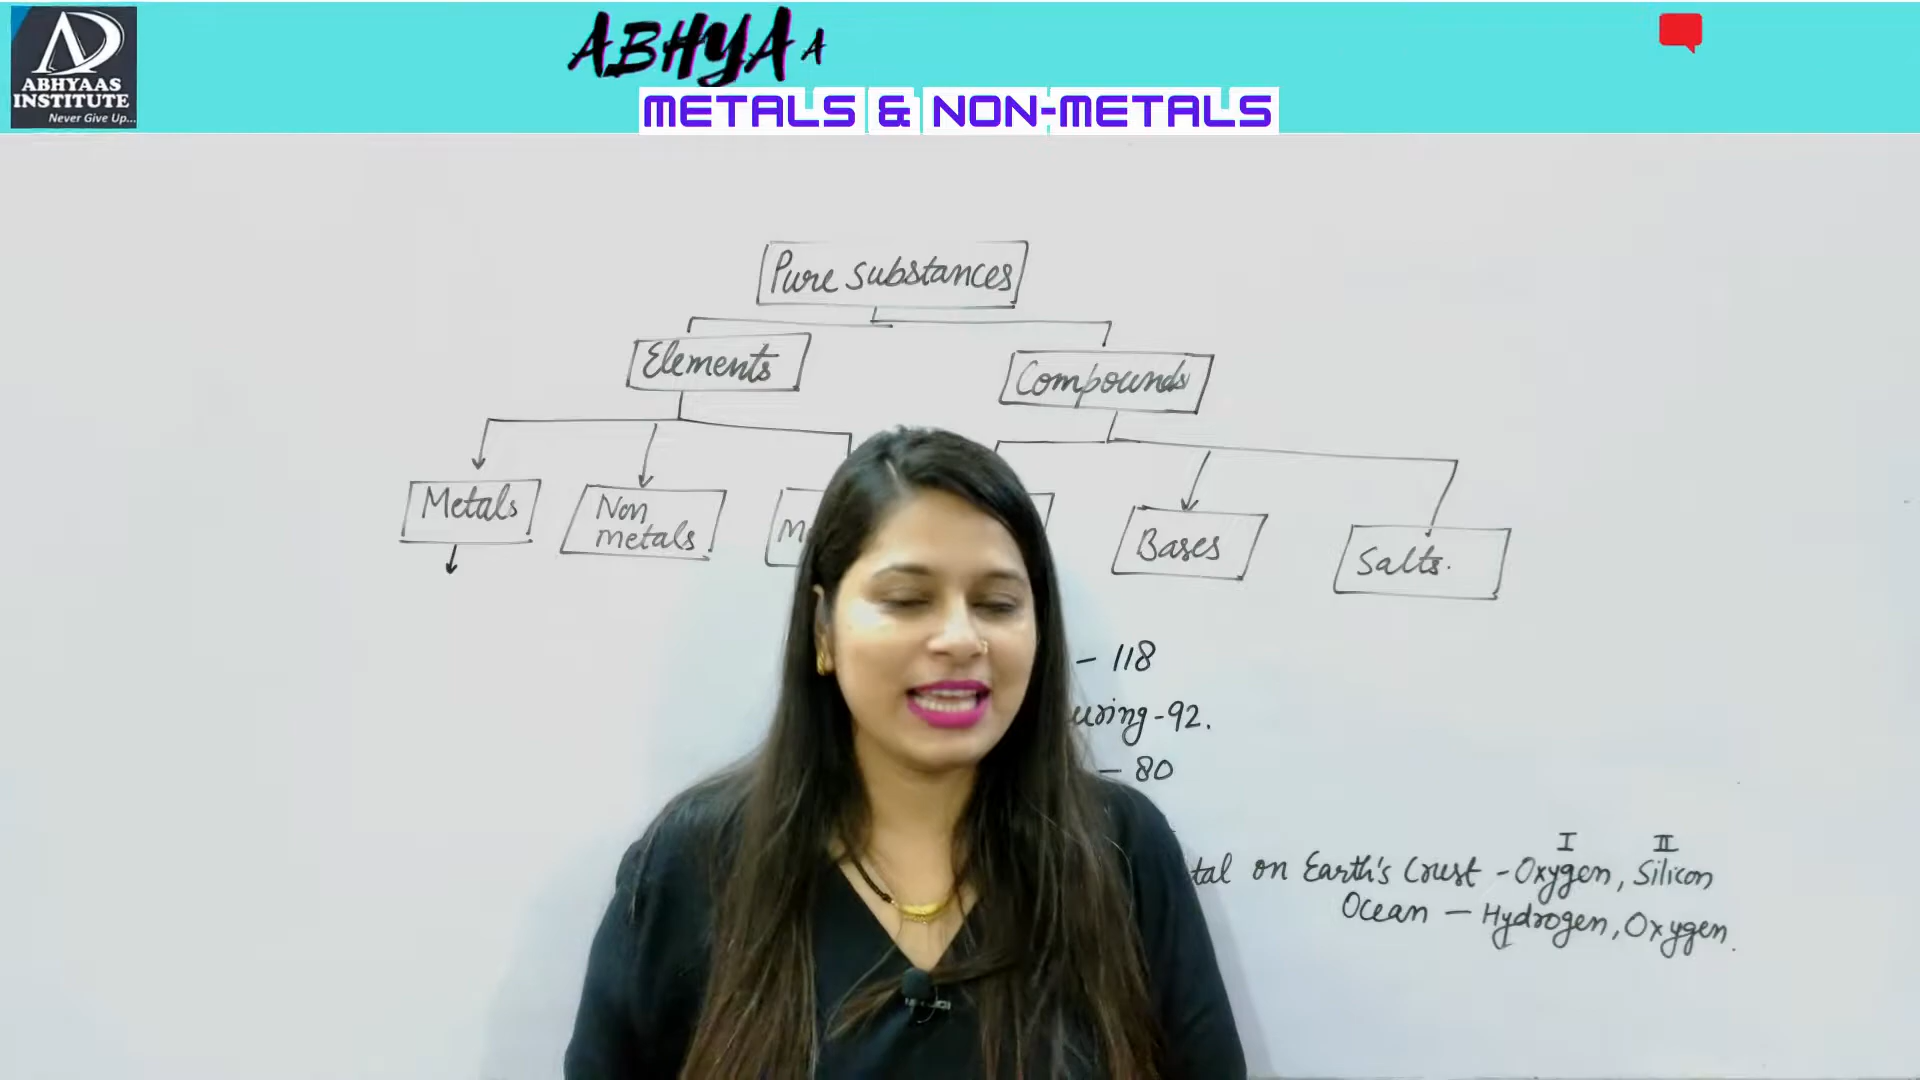 ABHYAAS
INSTITUTE
Never Give Up...
ABHYA A
METALS & NON-METALS
Pure substances
Elements
Compounds
Metals
Non
metals
M
Bases
Salts.
- 118
uring-92.
- 80
I II
tal on Earth's Crust - Oxygen, Silicon
Ocean - Hydrogen, Oxygen.